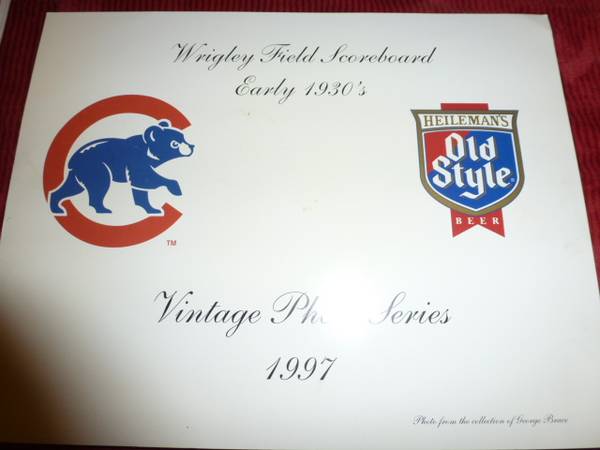 Wrigley Field Scoreboard
Early 1930's
TM
HEILEMAN'S
Old
Style
BEER
Vintage Series
1997
Photo from the collection of George Brace